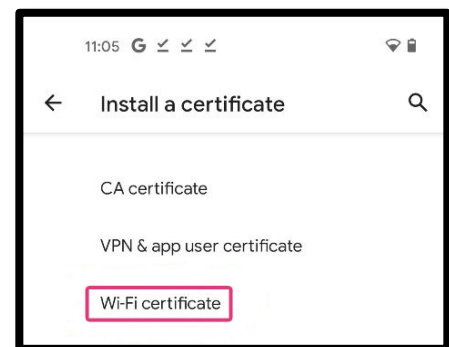 11:05 G
Install a certificate
CA certificate
VPN & app user certificate
Wi-Fi certificate